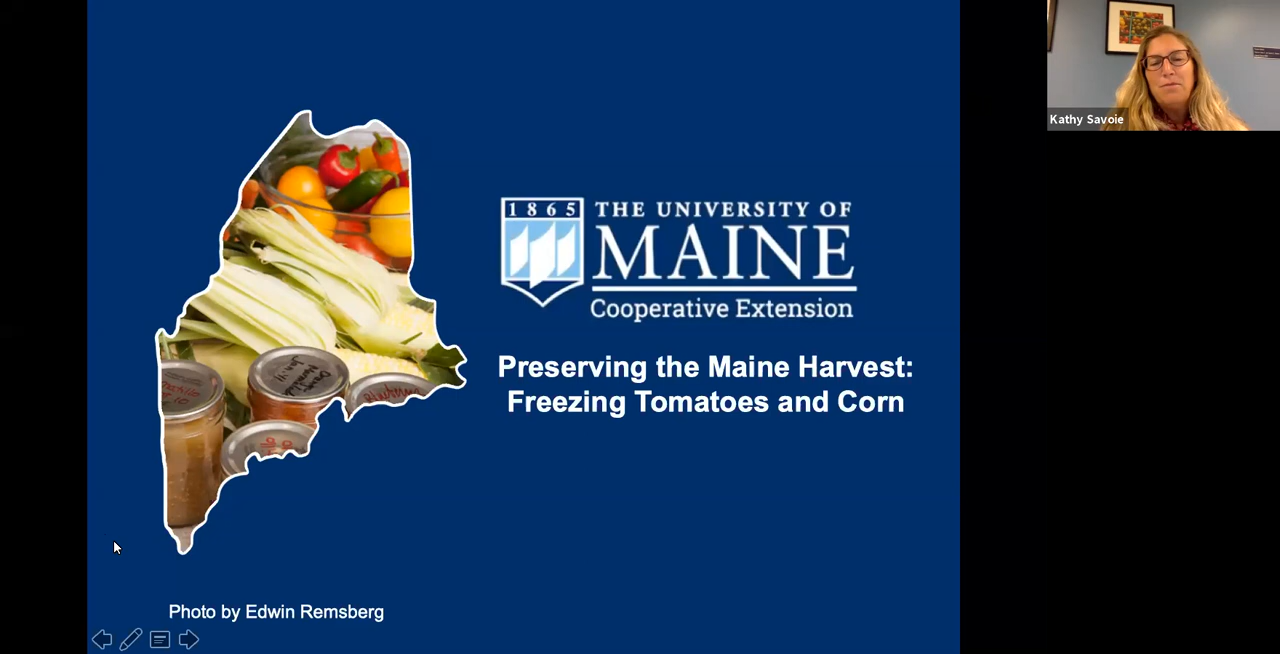 1865
THE UNIVERSITY OF
MAINE
Cooperative Extension
Preserving the Maine Harvest:
Freezing Tomatoes and Corn
Photo by Edwin Remsberg
Kathy Savoie